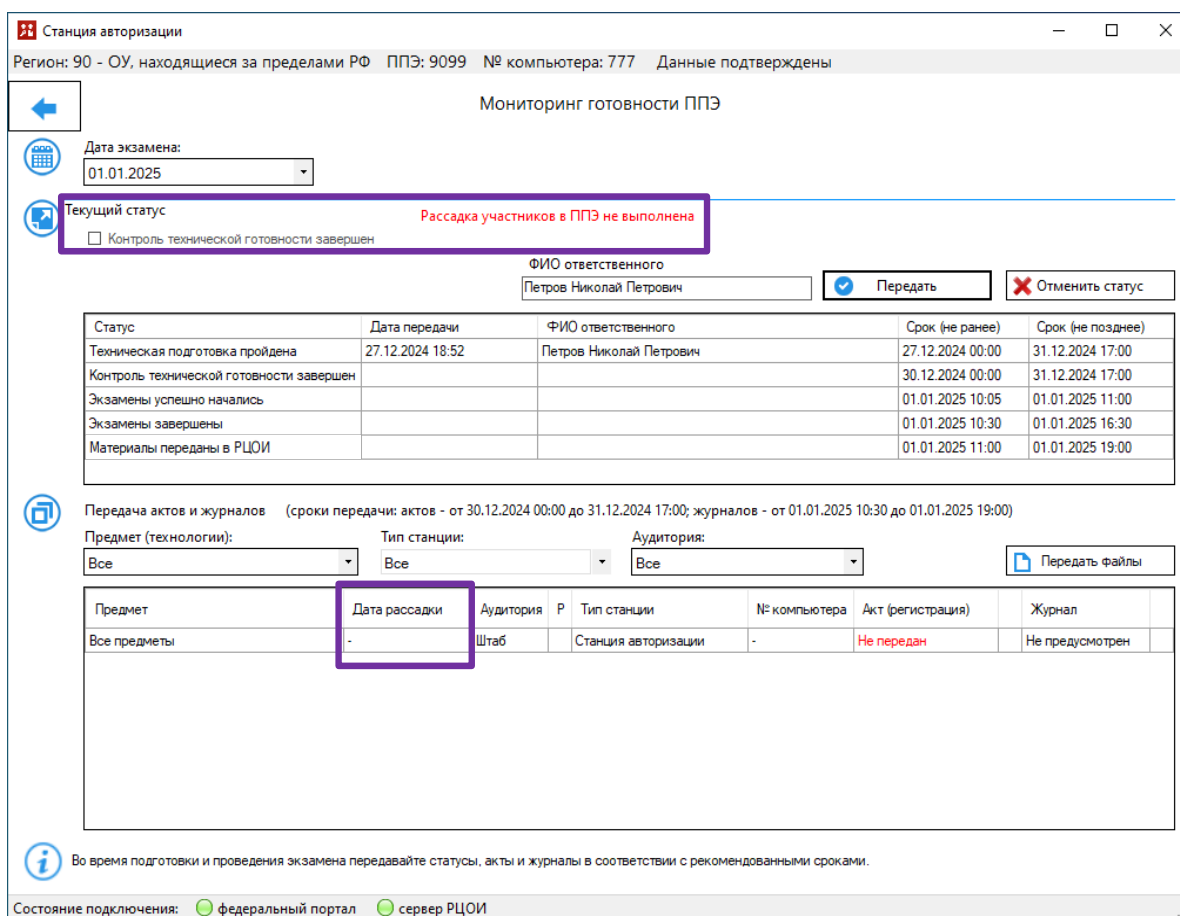 Станция авторизации
Регион: 90 - ОУ, находящиеся за пределами РФ ППЭ: 9099 № компьютера: 777 Данные подтверждены
Мониторинг готовности ППЭ
Дата экзамена:
01.01.2025
Текущий статус Рассадка участников в ППЭ не выполнена
Контроль технической готовности завершен
ФИО ответственного
Петров Николай Петрович Передать Отменить статус
Статус Дата передачи ФИО ответственного Срок (не ранее) Срок (не позднее)
Техническая подготовка пройдена 27.12.2024 18:52 Петров Николай Петрович 27.12.2024 00:00 31.12.2024 17:00
Контроль технической готовности завершен 30.12.2024 00:00 31.12.2024 17:00
Экзамены успешно начались 01.01.2025 10:05 01.01.2025 11:00
Экзамены завершены 01.01.2025 10:30 01.01.2025 16:30
Материалы переданы в РЦОИ 01.01.2025 11:00 01.01.2025 19:00
Передача актов и журналов (сроки передачи: актов - от 30.12.2024 00:00 до 31.12.2024 17:00; журналов - от 01.01.2025 10:30 до 01.01.2025 19:00)
Предмет (технологии): Тип станции: Аудитория:
Все Все Все Передать файлы
Предмет Дата рассадки Аудитория Р Тип станции № компьютера Акт (регистрация) Журнал
Все предметы - Штаб Станция авторизации - Не передан Не предусмотрен
Во время подготовки и проведения экзамена передавайте статусы, акты и журналы в соответствии с рекомендованными сроками.
Состояние подключения: федеральный портал сервер РЦОИ